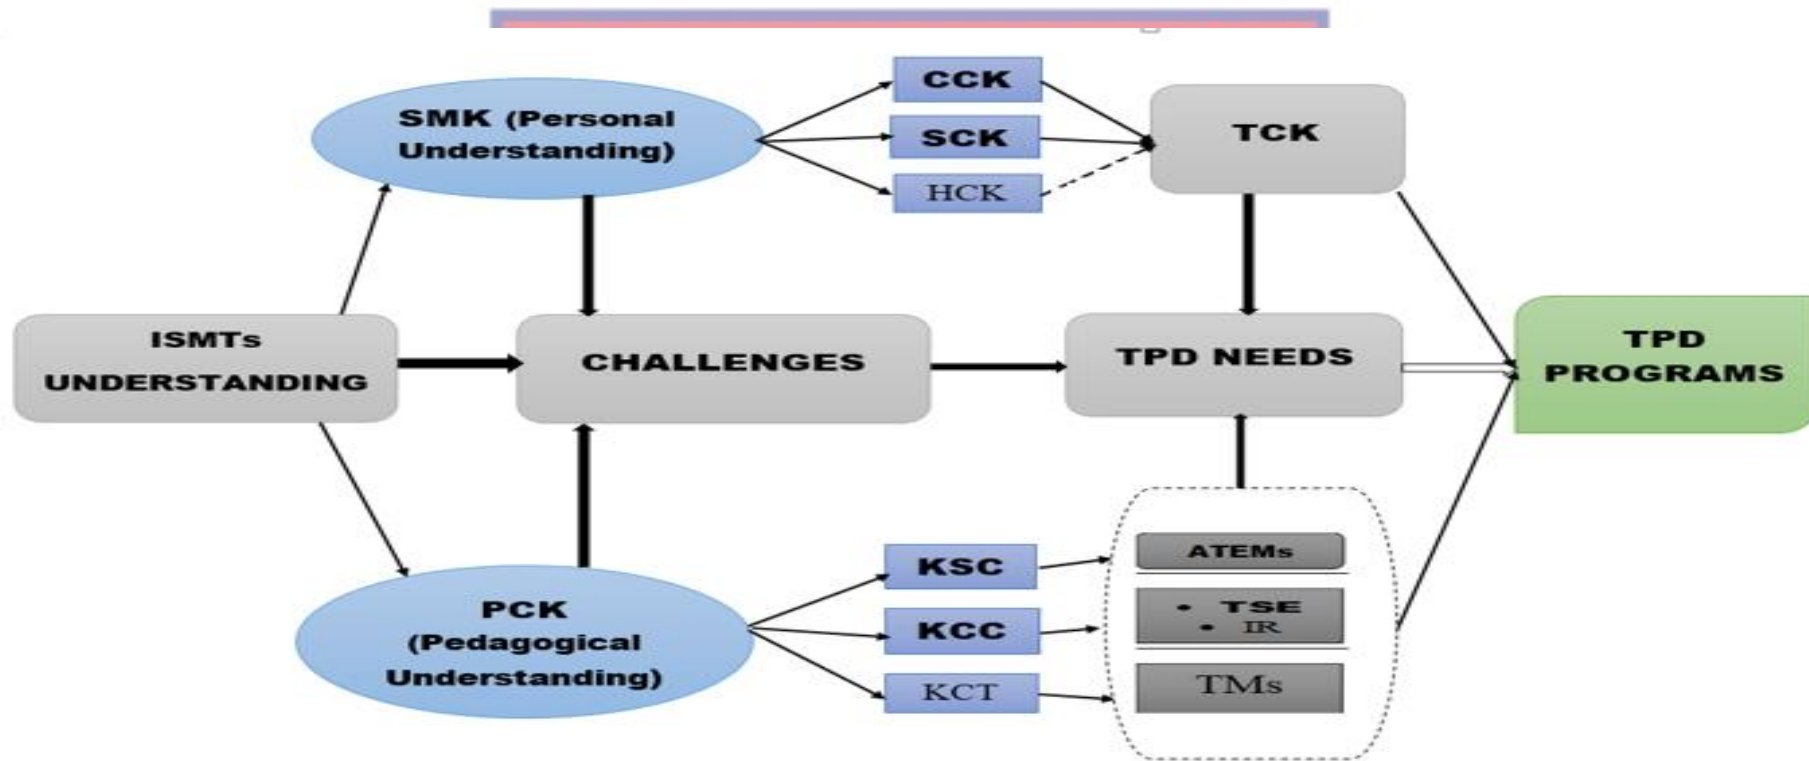 SMK (Personal
Understanding)
CCK
SCK
HCK
TCK
ISMTs
UNDERSTANDING
CHALLENGES
TPD NEEDS
TPD
PROGRAMS
PCK
(Pedagogical
Understanding)
KSC
KCC
KCT
ATEMs
• TSE
• IR
TMs